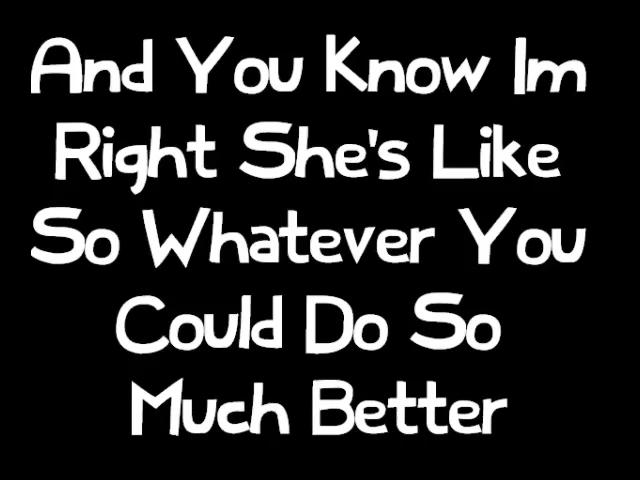 And You Know Im
Right She's Like
So Whatever You
Could Do So
Much Better